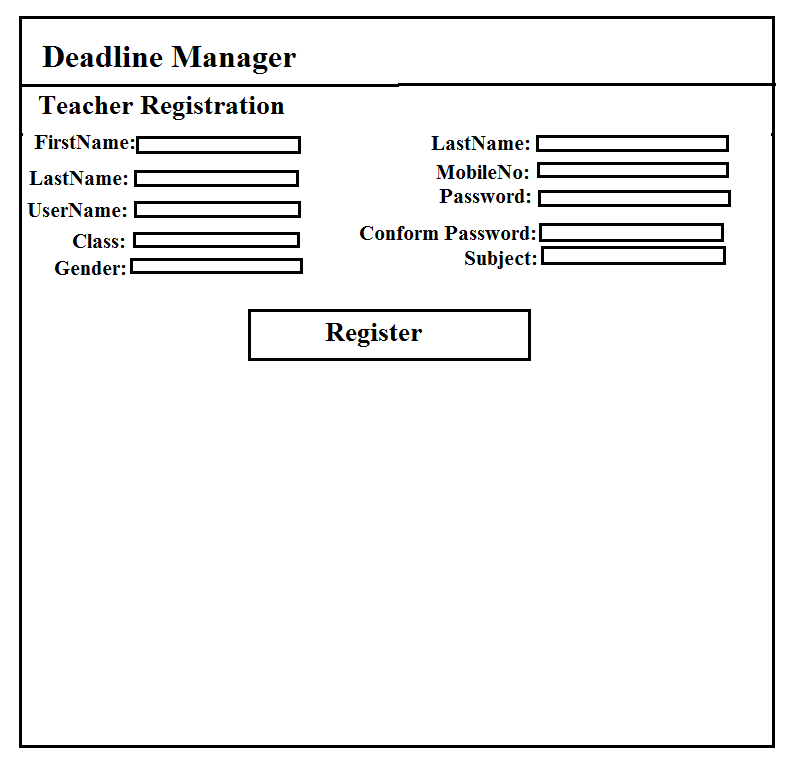 Deadline Manager
Teacher Registration
FirstName:
LastName:
LastName:
MobileNo:
UserName:
Password:
Class:
Conform Password:
Gender:
Subject:
Register